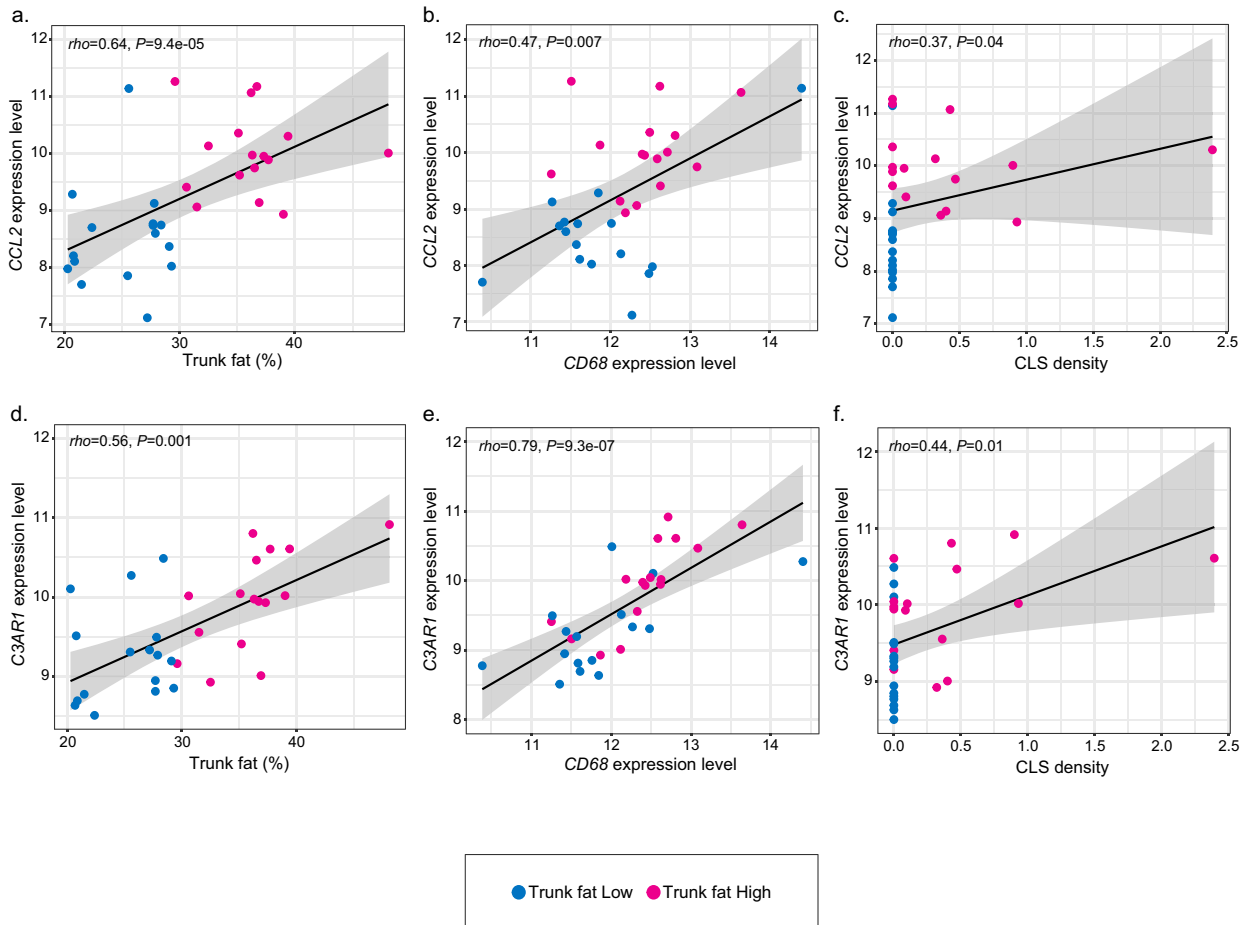 a.
rho=0.64, P=9.4e-05
12
11
10
9
8
7
20
30
40
CCL2 expression level
Trunk fat (%)
b.
rho=0.47, P=0.007
12
11
10
9
8
7
11
12
13
14
CCL2 expression level
CD68 expression level
c.
rho=0.37, P=0.04
12
11
10
9
8
7
0.0
0.5
1.0
1.5
2.0
2.5
CCL2 expression level
CLS density
d.
rho=0.56, P=0.001
12
11
10
9
20
30
40
C3AR1 expression level
Trunk fat (%)
e.
rho=0.79, P=9.3e-07
12
11
10
9
8
11
12
13
14
C3AR1 expression level
CD68 expression level
f.
rho=0.44, P=0.01
12
11
10
9
0.0
0.5
1.0
1.5
2.0
2.5
C3AR1 expression level
CLS density
Trunk fat Low Trunk fat High